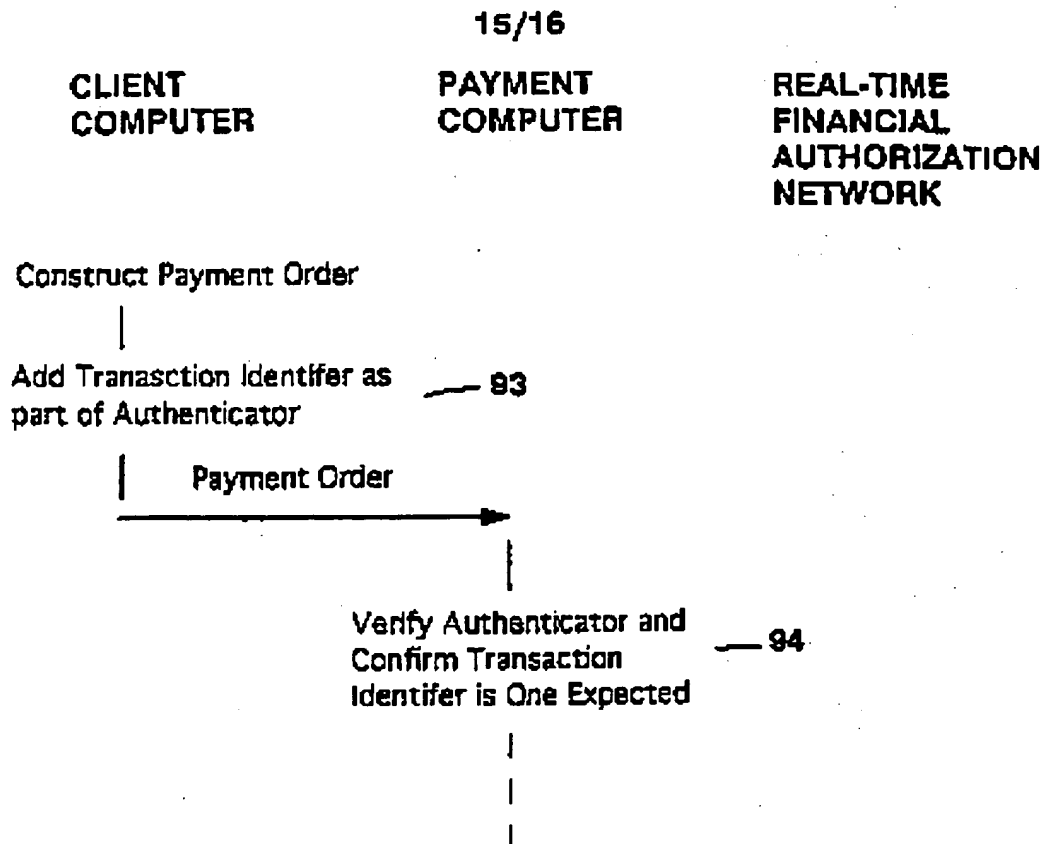 15/16
CLIENT
COMPUTER
PAYMENT
COMPUTER
REAL-TIME
FINANCIAL
AUTHORIZATION
NETWORK
Construct Payment Order
Add Tranasction Identifer as
part of Authenticator
93
Payment Order
Verify Authenticator and
Confirm Transaction
Identifer is One Expected
94